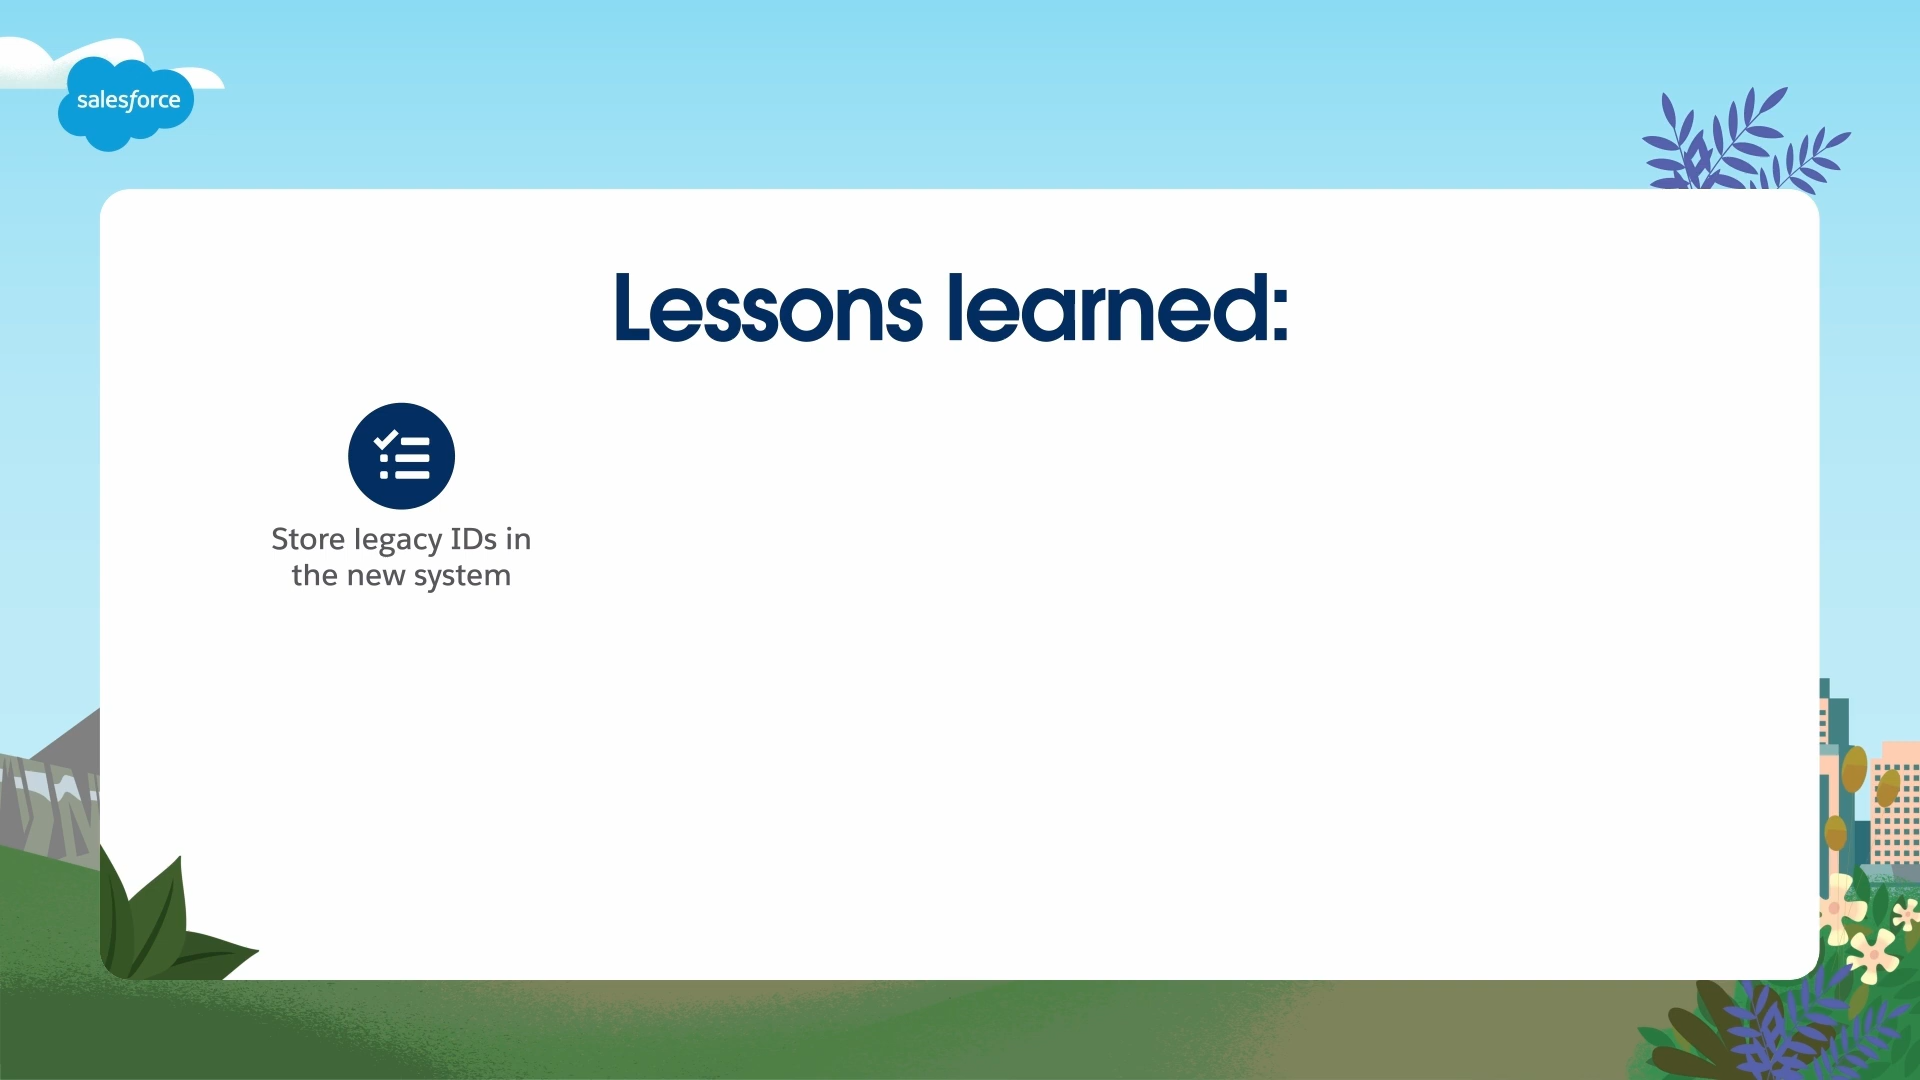 salesforce
Lessons learned:
Store legacy IDs in
the new system